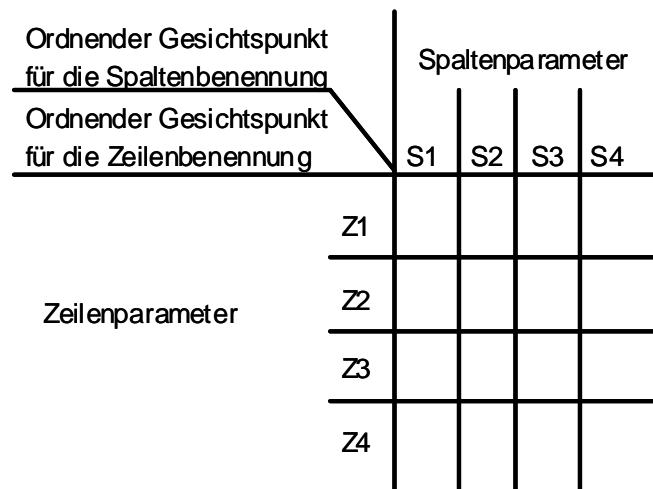 Ordnender Gesichtspunkt
für die Spaltenbenennung
Spaltenparameter
Ordnender Gesichtspunkt
für die Zeilenbenennung
S1 S2 S3 S4
Z1
Z2
Zeilenparameter
Z3
Z4